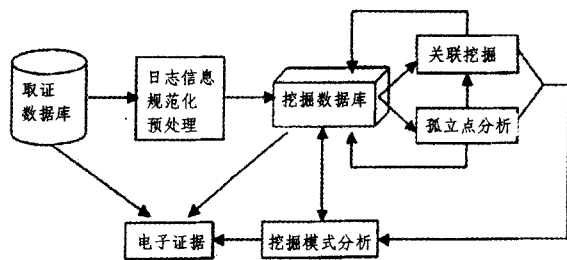 取证
数据库
日志信息
规范化
预处理
挖掘数据库
关联挖掘
孤立点分析
电子证据
挖掘模式分析